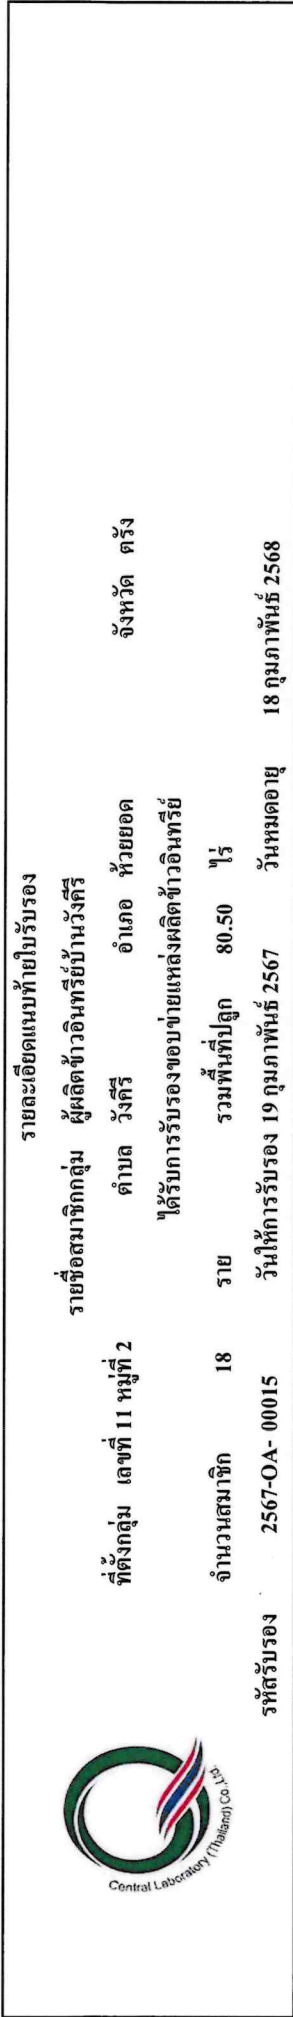 รายละเอียดแนบท้ายใบรับรอง
รายชื่อสมาชิกกลุ่ม ผู้ผลิตข้าวอินทรีย์บ้านวังคีรี
ที่ตั้งกลุ่ม เลขที่ 11 หมู่ที่ 2 ตำบล วังคีรี อำเภอ ห้วยยอด จังหวัด ตรัง
ได้รับการรับรองขอบข่ายแหล่งผลิตข้าวอินทรีย์
จำนวนสมาชิก 18 ราย รวมพื้นที่ปลูก 80.50 ไร่
รหัสรับรอง 2567-OA- 00015 วันให้การรับรอง 19 กุมภาพันธ์ 2567 วันหมดอายุ 18 กุมภาพันธ์ 2568
Central Laboratory (Thailand) Co.,Ltd.